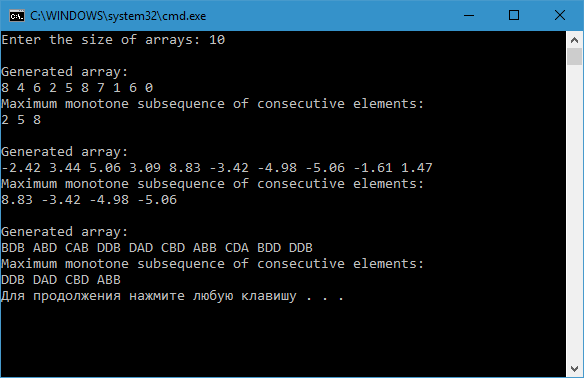 C:\WINDOWS\system32\cmd.exe
Enter the size of arrays: 10
Generated array:
8 4 6 2 5 8 7 1 6 0
Maximum monotone subsequence of consecutive elements:
2 5 8
Generated array:
-2.42 3.44 5.06 3.09 8.83 -3.42 -4.98 -5.06 -1.61 1.47
Maximum monotone subsequence of consecutive elements:
8.83 -3.42 -4.98 -5.06
Generated array:
BDB ABD CAB DDB DAD CBD ABB CDA BDD DDB
Maximum monotone subsequence of consecutive elements:
DDB DAD CBD ABB
Для продолжения нажмите любую клавишу . . .